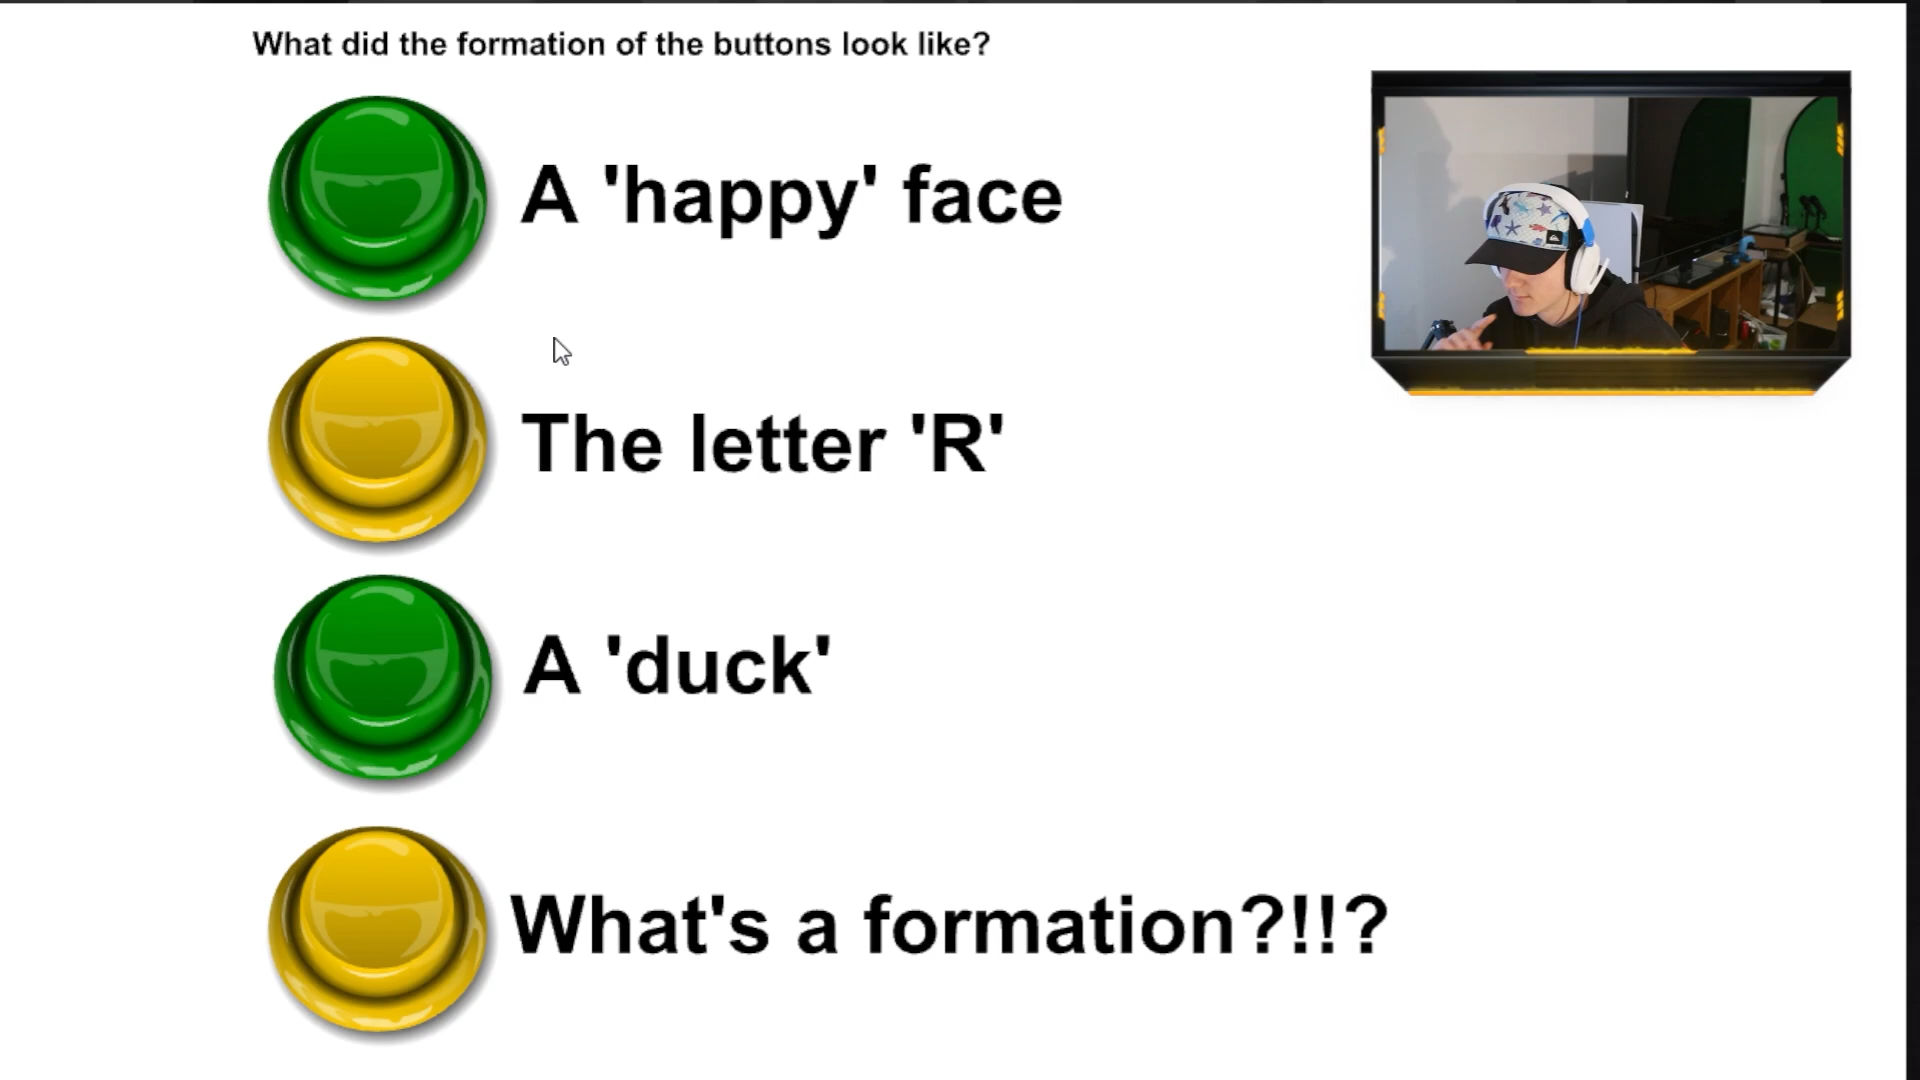 What did the formation of the buttons look like?
A 'happy' face
The letter 'R'
A 'duck'
What's a formation?!!?